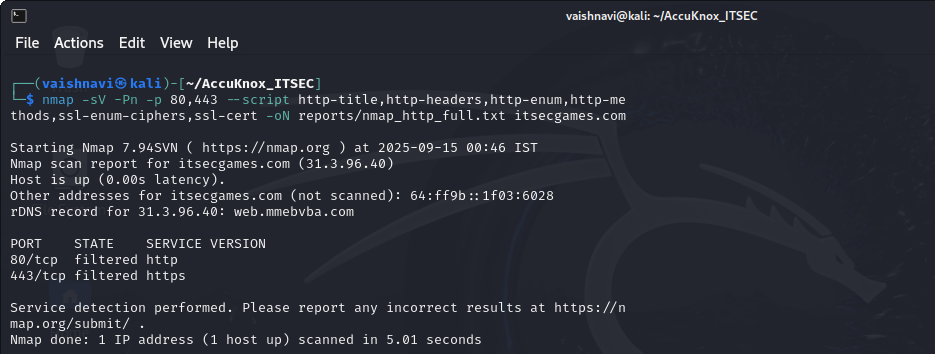 vaishnavi@kali: ~/AccuKnox_ITSEC
File Actions Edit View Help
┌──(vaishnavi㉿kali)-[~/AccuKnox_ITSEC]
└─$ nmap -sV -Pn -p 80,443 --script http-title,http-headers,http-enum,http-me
thods,ssl-enum-ciphers,ssl-cert -oN reports/nmap_http_full.txt itsecgames.com
Starting Nmap 7.94SVN ( https://nmap.org ) at 2025-09-15 00:46 IST
Nmap scan report for itsecgames.com (31.3.96.40)
Host is up (0.00s latency).
Other addresses for itsecgames.com (not scanned): 64:ff9b::1f03:6028
rDNS record for 31.3.96.40: web.mmebvba.com
PORT    STATE    SERVICE VERSION
80/tcp  filtered http
443/tcp filtered https
Service detection performed. Please report any incorrect results at https://n
map.org/submit/ .
Nmap done: 1 IP address (1 host up) scanned in 5.01 seconds